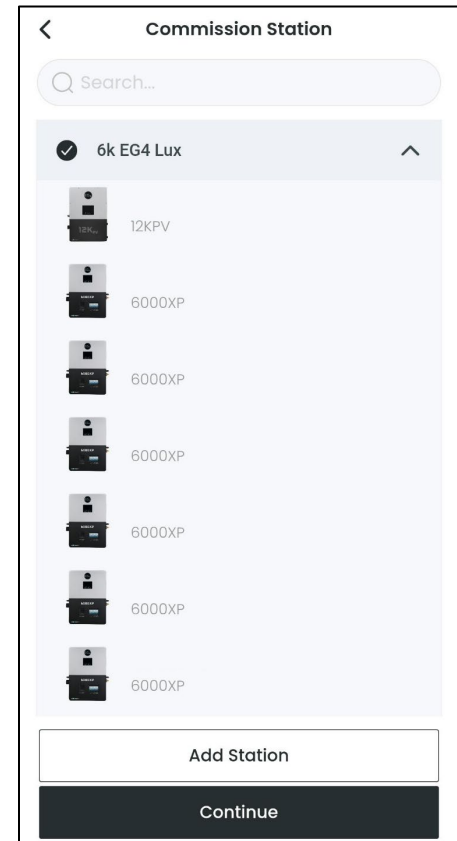 Commission Station
Search...
6k EG4 Lux
12KPV
6000XP
6000XP
6000XP
6000XP
6000XP
6000XP
Add Station
Continue